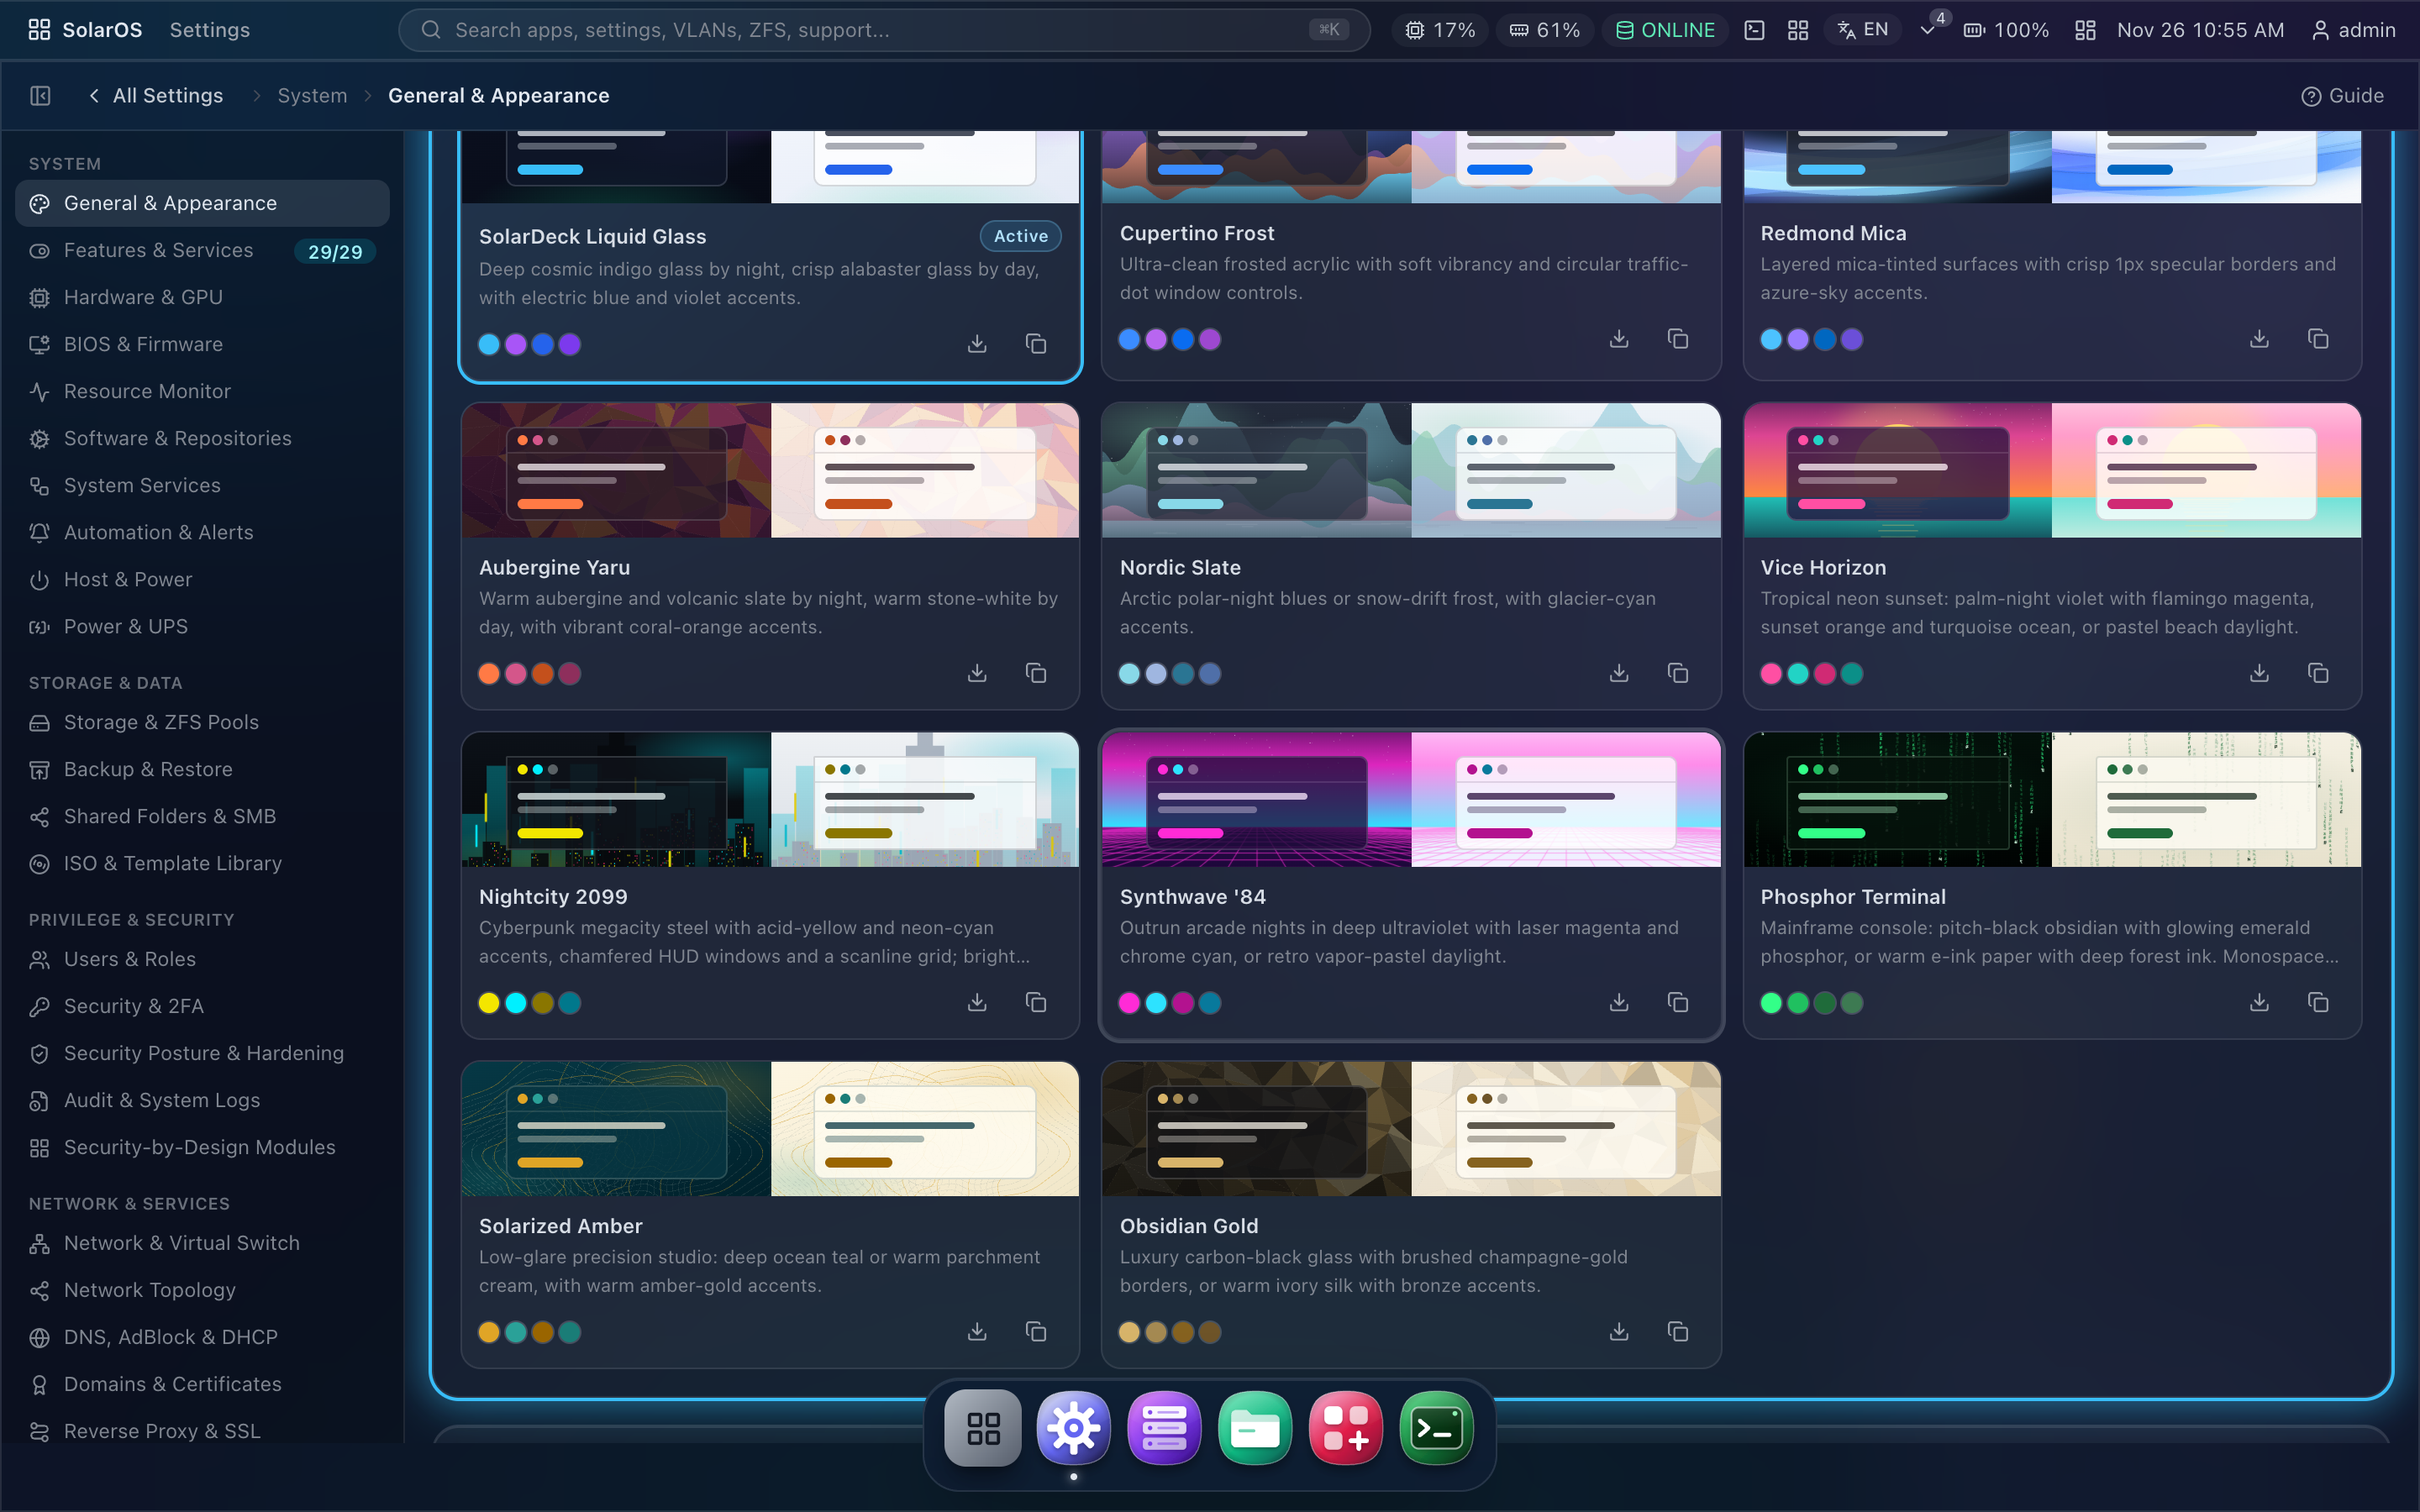 SolarOS Settings Search apps, settings, VLANs, ZFS, support... ⌘K 17% 61% ONLINE EN 4 100% Nov 26 10:55 AM admin
All Settings System General & Appearance Guide
SYSTEM
General & Appearance
Features & Services 29/29
Hardware & GPU
BIOS & Firmware
Resource Monitor
Software & Repositories
System Services
Automation & Alerts
Host & Power
Power & UPS
STORAGE & DATA
Storage & ZFS Pools
Backup & Restore
Shared Folders & SMB
ISO & Template Library
PRIVILEGE & SECURITY
Users & Roles
Security & 2FA
Security Posture & Hardening
Audit & System Logs
Security-by-Design Modules
NETWORK & SERVICES
Network & Virtual Switch
Network Topology
DNS, AdBlock & DHCP
Domains & Certificates
Reverse Proxy & SSL
SolarDeck Liquid Glass Active
Deep cosmic indigo glass by night, crisp alabaster glass by day,
with electric blue and violet accents.
Cupertino Frost
Ultra-clean frosted acrylic with soft vibrancy and circular traffic-
dot window controls.
Redmond Mica
Layered mica-tinted surfaces with crisp 1px specular borders and
azure-sky accents.
Aubergine Yaru
Warm aubergine and volcanic slate by night, warm stone-white by
day, with vibrant coral-orange accents.
Nordic Slate
Arctic polar-night blues or snow-drift frost, with glacier-cyan
accents.
Vice Horizon
Tropical neon sunset: palm-night violet with flamingo magenta,
sunset orange and turquoise ocean, or pastel beach daylight.
Nightcity 2099
Cyberpunk megacity steel with acid-yellow and neon-cyan
accents, chamfered HUD windows and a scanline grid; bright...
Synthwave '84
Outrun arcade nights in deep ultraviolet with laser magenta and
chrome cyan, or retro vapor-pastel daylight.
Phosphor Terminal
Mainframe console: pitch-black obsidian with glowing emerald
phosphor, or warm e-ink paper with deep forest ink. Monospace...
Solarized Amber
Low-glare precision studio: deep ocean teal or warm parchment
cream, with warm amber-gold accents.
Obsidian Gold
Luxury carbon-black glass with brushed champagne-gold
borders, or warm ivory silk with bronze accents.